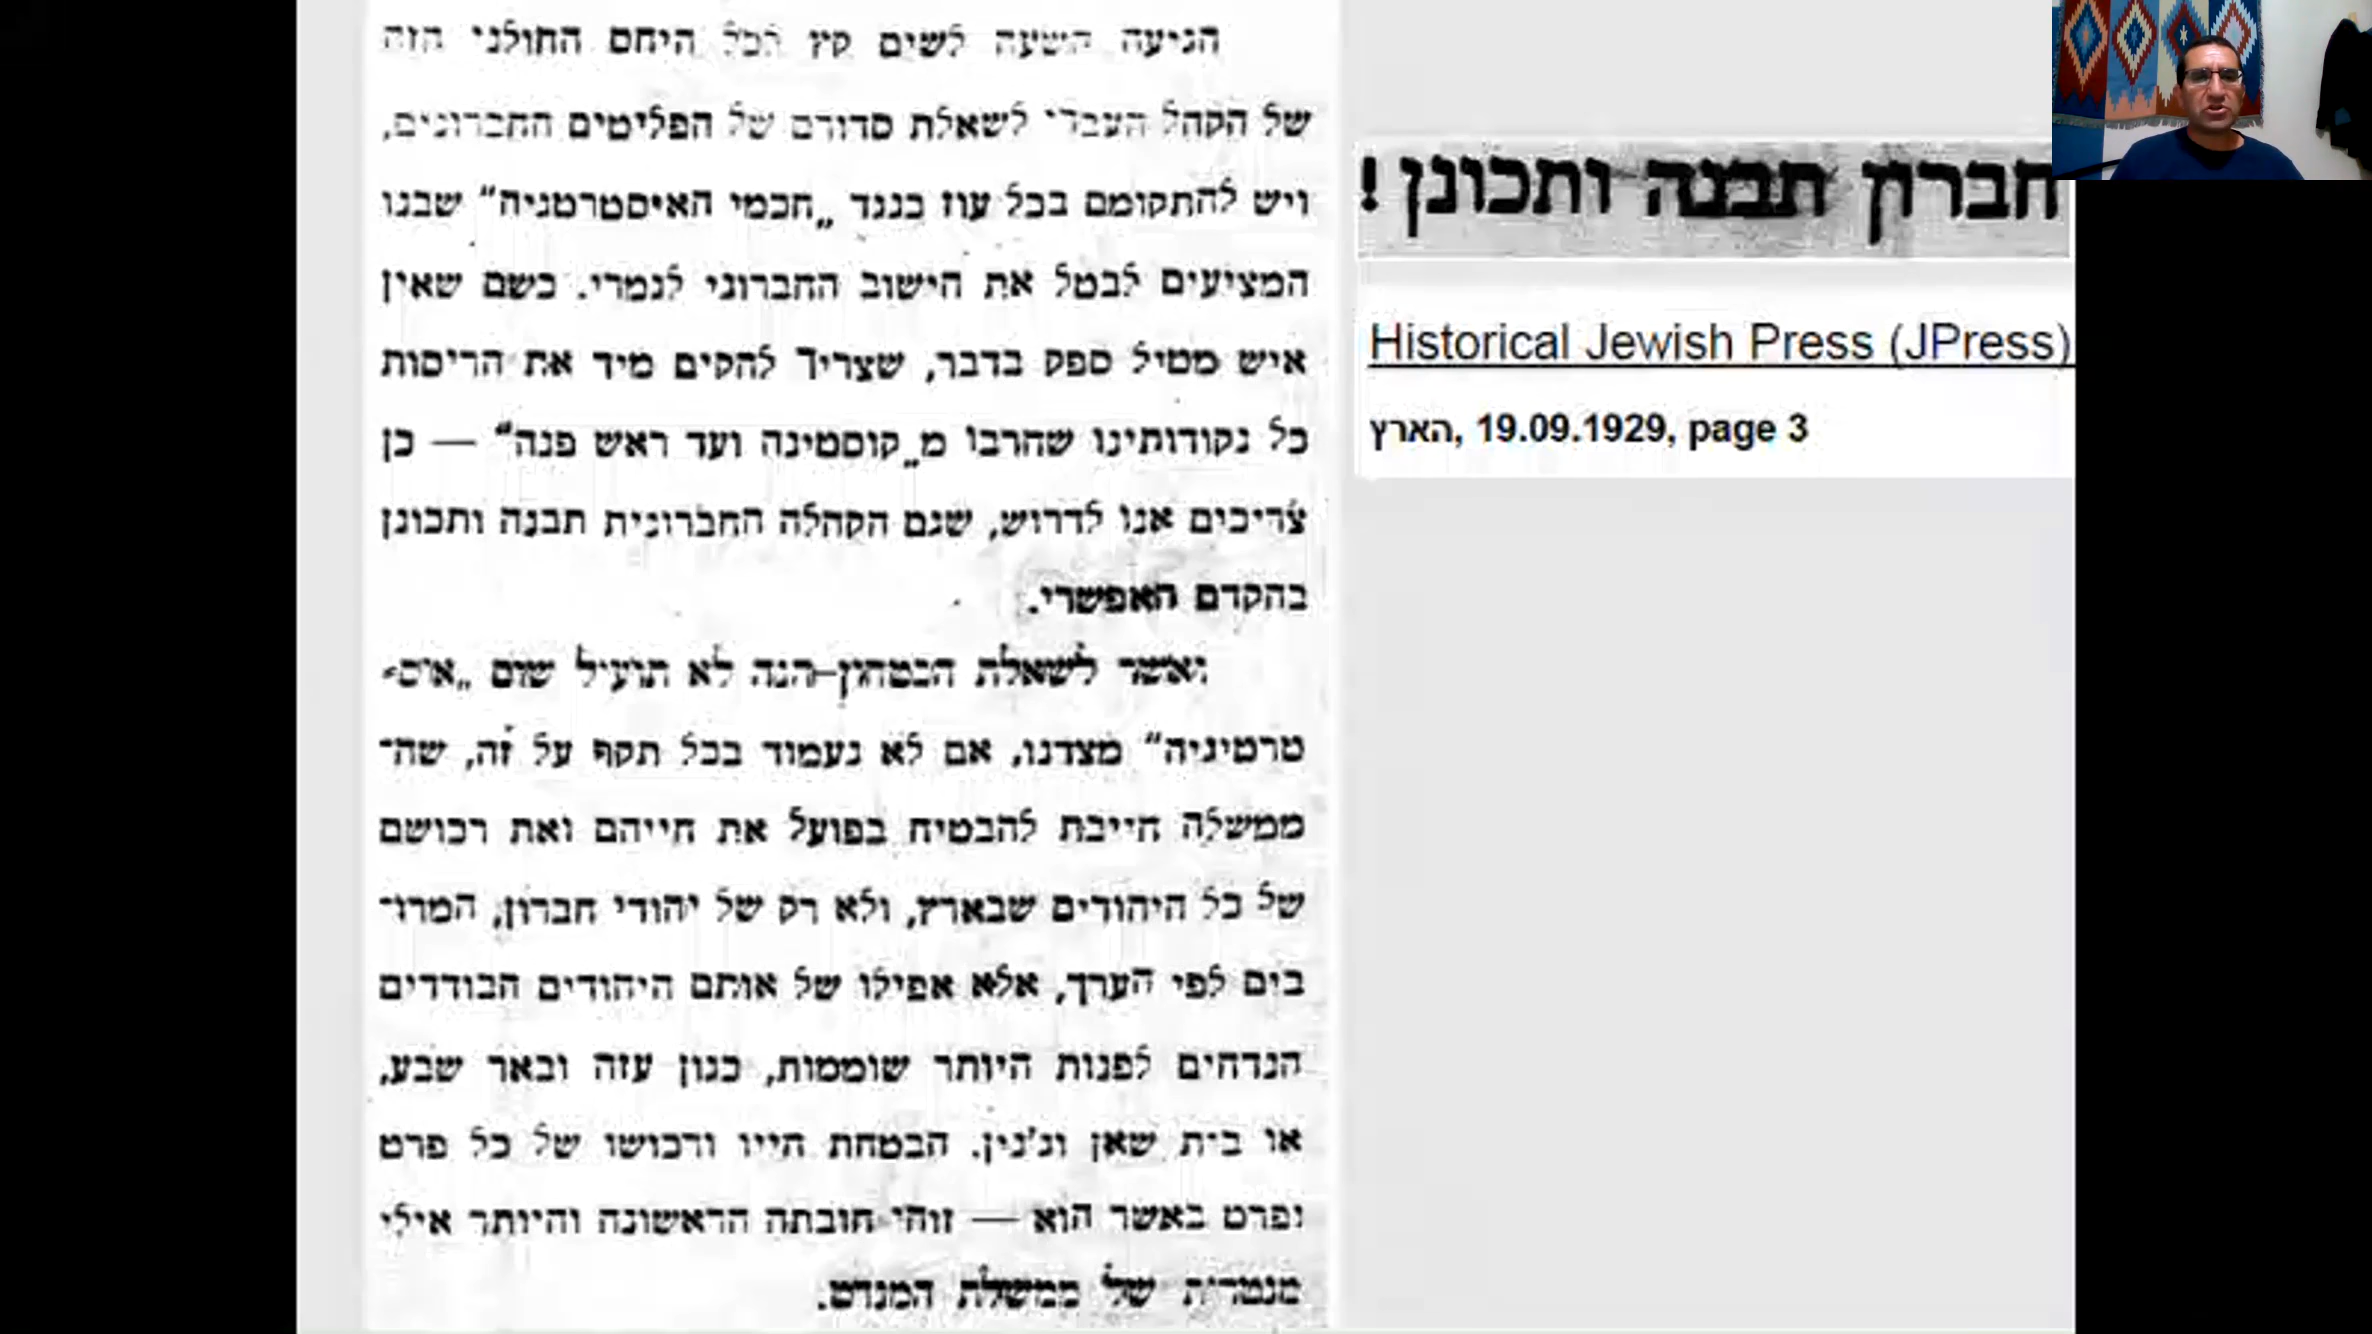 הגיעה השעה לשים קץ לכל היחס החולני הזה
של הקהל העברי לשאלת סדורם של הפליטים החברונים,
ויש להתקומם בכל עוז כנגד „חכמי האיסטרטגיה“ שבנו
המציעים לבטל את הישוב החברוני לגמרי. כשם שאין
איש מטיל ספק בדבר, שצריך להקים מיד את הריסות
כל נקודותינו שהרבו מ„קוסטינה ועד ראש פנה“ — כן
צריכים אנו לדרוש, שגם הקהלה החברונית תבנה ותכונן
בהקדם האפשרי.
ואשר לשאלת הבטחון–הנה לא תועיל שום „איס־
טרטיגיה“ מצדנו, אם לא נעמוד בכל תקף על זה, שה־
ממשלה חייבת להבטיח בפועל את חייהם ואת רכושם
של כל היהודים שבארץ, ולא רק של יהודי חברון, המרו־
בים לפי הערך, אלא אפילו של אותם היהודים הבודדים
הנדחים לפנות היותר שוממות, כגון עזה ובאר שבע,
או בית שאן וג'נין. הבטחת חייו ורכושו של כל פרט
ופרט באשר הוא — זוהי חובתה הראשונה והיותר אילי
מנטרית של ממשלת המנדט.
חברון תבנה ותכונן !
Historical Jewish Press (JPress)
הארץ, 19.09.1929, page 3